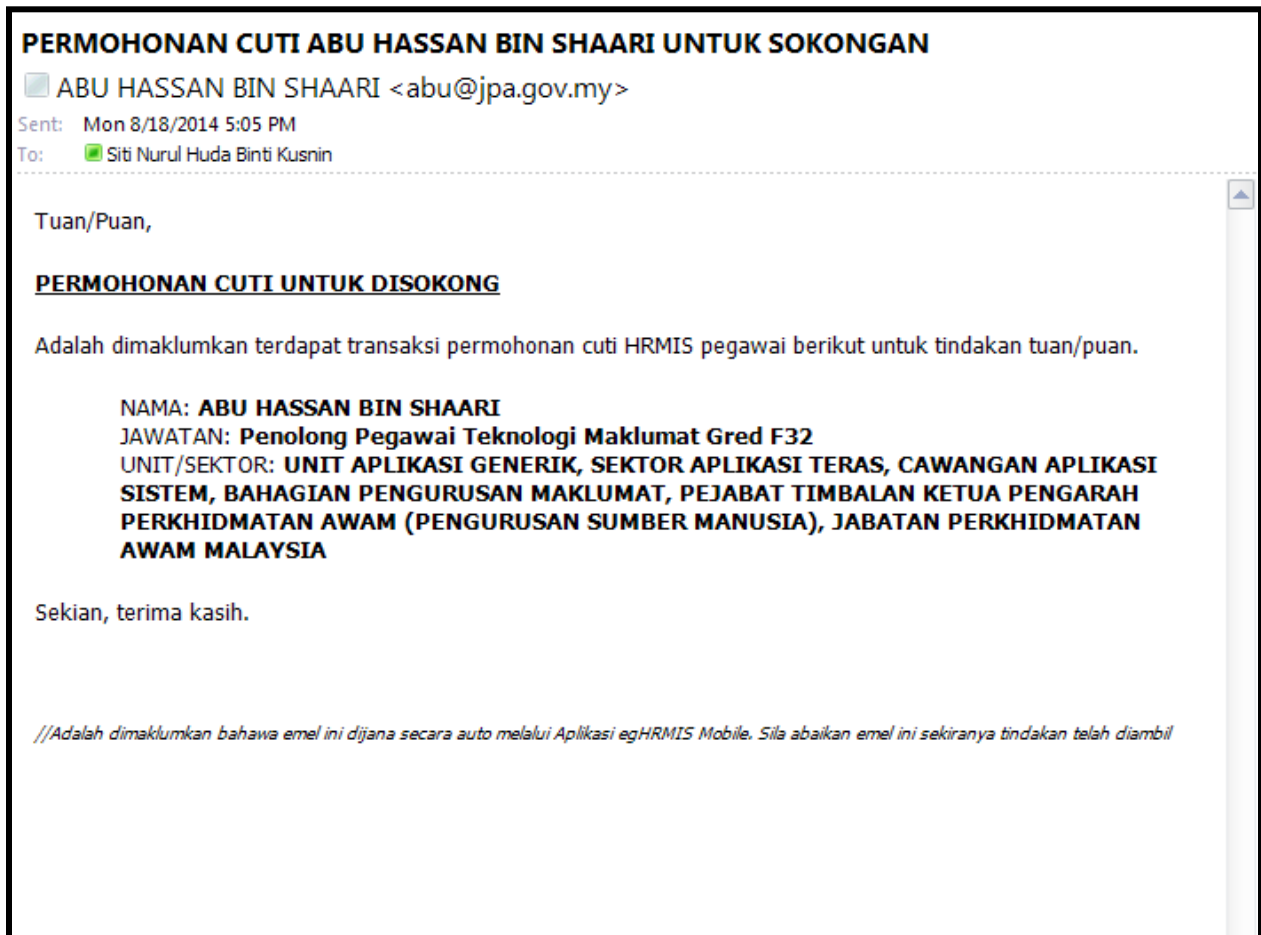 PERMOHONAN CUTI ABU HASSAN BIN SHAARI UNTUK SOKONGAN
ABU HASSAN BIN SHAARI <abu@jpa.gov.my>
Sent: Mon 8/18/2014 5:05 PM
To: Siti Nurul Huda Binti Kusnin
Tuan/Puan,
PERMOHONAN CUTI UNTUK DISOKONG
Adalah dimaklumkan terdapat transaksi permohonan cuti HRMIS pegawai berikut untuk tindakan tuan/puan.
NAMA: ABU HASSAN BIN SHAARI
JAWATAN: Penolong Pegawai Teknologi Maklumat Gred F32
UNIT/SEKTOR: UNIT APLIKASI GENERIK, SEKTOR APLIKASI TERAS, CAWANGAN APLIKASI
SISTEM, BAHAGIAN PENGURUSAN MAKLUMAT, PEJABAT TIMBALAN KETUA PENGARAH
PERKHIDMATAN AWAM (PENGURUSAN SUMBER MANUSIA), JABATAN PERKHIDMATAN
AWAM MALAYSIA
Sekian, terima kasih.
//Adalah dimaklumkan bahawa emel ini dijana secara auto melalui Aplikasi egHRMIS Mobile. Sila abaikan emel ini sekiranya tindakan telah diambil